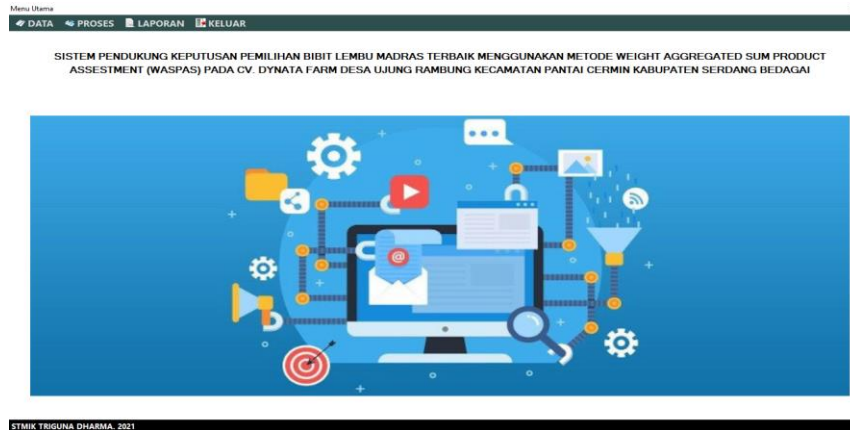 Menu Utama
DATA PROSES LAPORAN KELUAR
SISTEM PENDUKUNG KEPUTUSAN PEMILIHAN BIBIT LEMBU MADRAS TERBAIK MENGGUNAKAN METODE WEIGHT AGGREGATED SUM PRODUCT
ASSESTMENT (WASPAS) PADA CV. DYNATA FARM DESA UJUNG RAMBUNG KECAMATAN PANTAI CERMIN KABUPATEN SERDANG BEDAGAI
@
STMIK TRIGUNA DHARMA. 2021